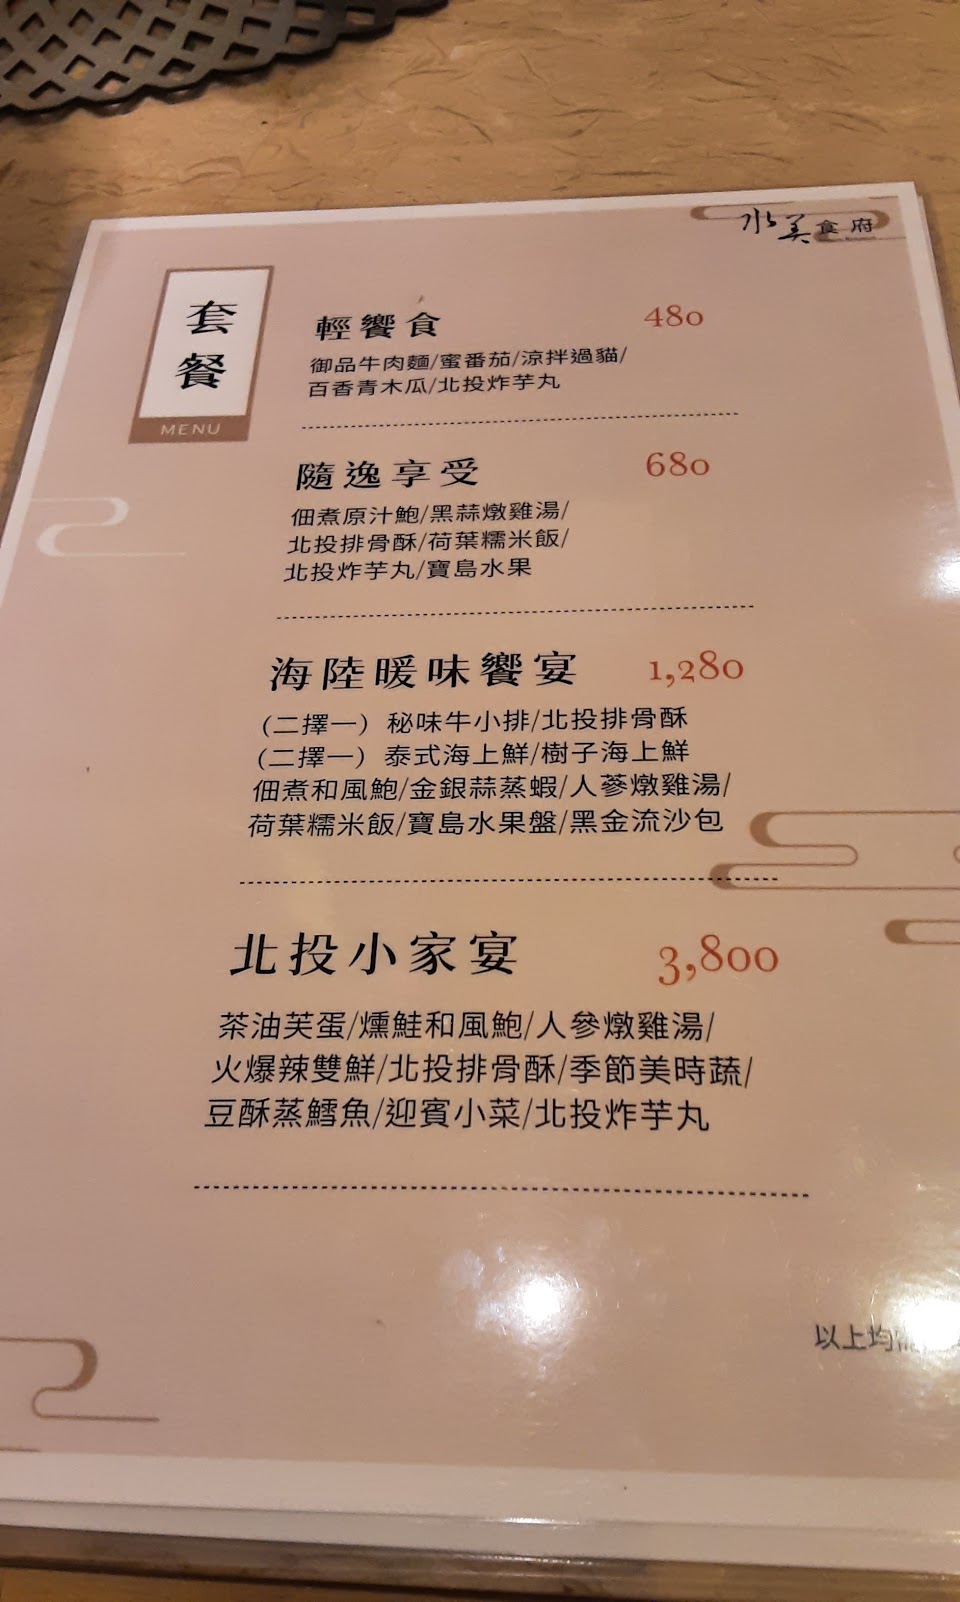 水美食府
套餐
MENU
輕饗食 480
御品牛肉麵/蜜番茄/涼拌過貓/
百香青木瓜/北投炸芋丸
隨逸享受 680
佃煮原汁鮑/黑蒜燉雞湯/
北投排骨酥/荷葉糯米飯/
北投炸芋丸/寶島水果
海陸暖味饗宴 1,280
(二擇一) 秘味牛小排/北投排骨酥
(二擇一) 泰式海上鮮/樹子海上鮮
佃煮和風鮑/金銀蒜蒸蝦/人蔘燉雞湯/
荷葉糯米飯/寶島水果盤/黑金流沙包
北投小家宴 3,800
茶油芙蛋/燻鮭和風鮑/人參燉雞湯/
火爆辣雙鮮/北投排骨酥/季節美時蔬/
豆酥蒸鱈魚/迎賓小菜/北投炸芋丸
以上均